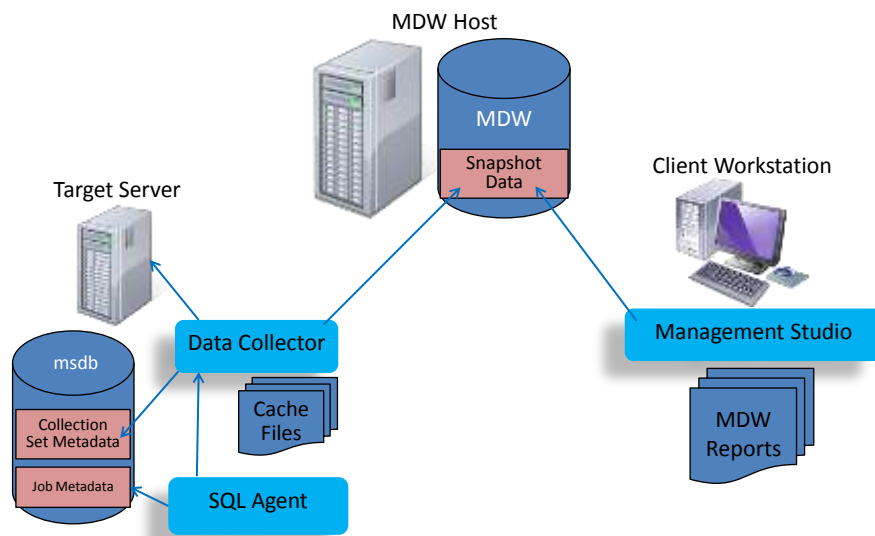 MDW Host
MDW
Snapshot
Data
Client Workstation
Target Server
Data Collector
Management Studio
msdb
Cache
Files
Collection
Set Metadata
MDW
Reports
Job Metadata
SQL Agent